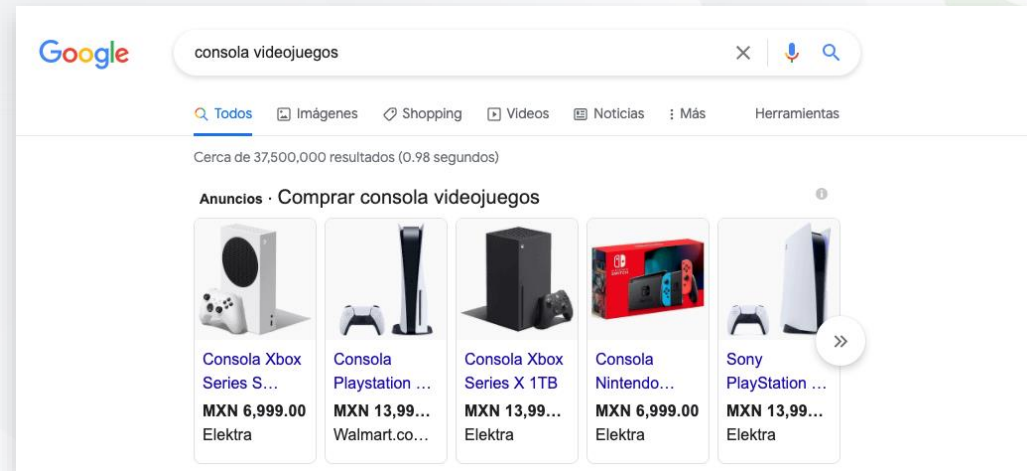 Google
consola videojuegos
Todos Imágenes Shopping Videos Noticias Más Herramientas
Cerca de 37,500,000 resultados (0.98 segundos)
Anuncios · Comprar consola videojuegos
Consola Xbox Series S...
MXN 6,999.00
Elektra
Consola Playstation ...
MXN 13,99...
Walmart.co...
Consola Xbox Series X 1TB
MXN 13,99...
Elektra
Consola Nintendo...
MXN 6,999.00
Elektra
Sony PlayStation ...
MXN 13,99...
Elektra